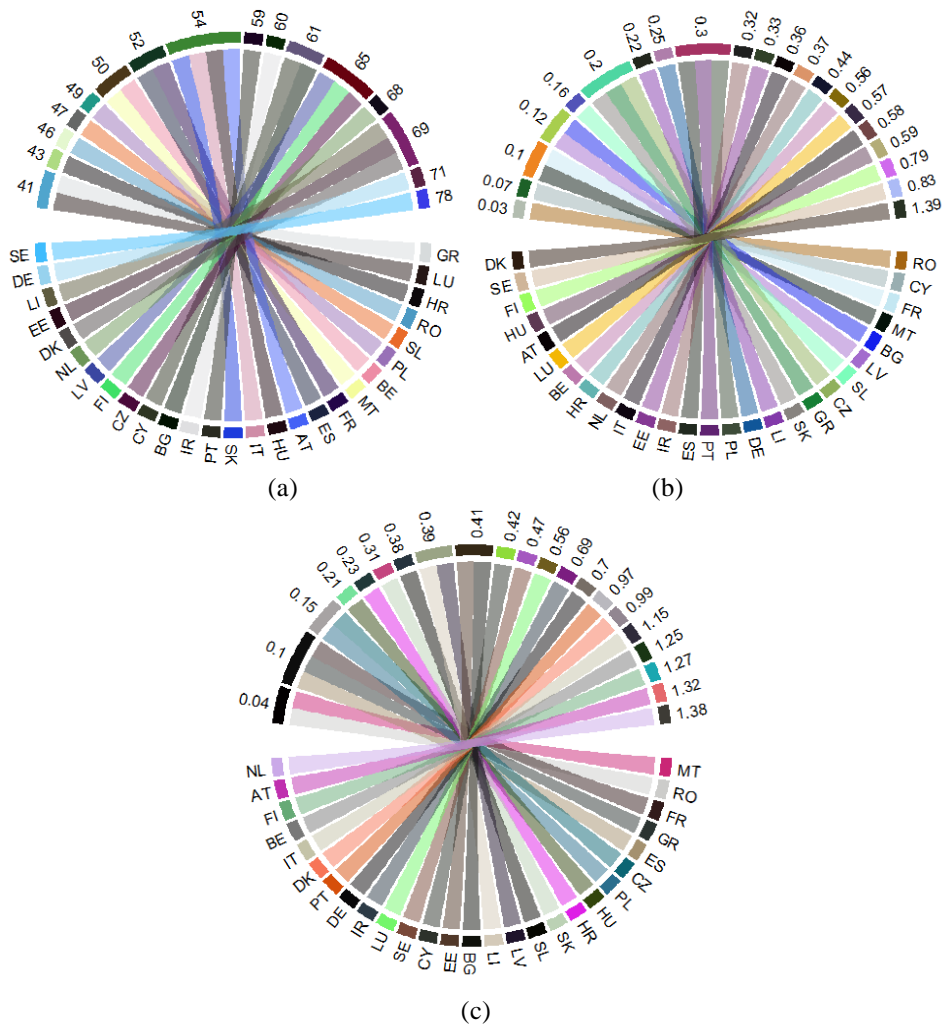 41
43
46
47
49
50
52
54
59
60
61
65
68
69
71
78
SE
DE
LI
EE
DK
NL
LV
FI
CZ
CY
BG
IR
PT
SK
IT
HU
AT
ES
FR
MT
BE
PL
SL
RO
HR
LU
GR
(a)
0.03
0.07
0.1
0.12
0.16
0.2
0.22
0.25
0.3
0.32
0.33
0.36
0.37
0.44
0.56
0.57
0.58
0.59
0.79
0.83
1.39
DK
SE
FI
HU
AT
LU
BE
HR
NL
IT
EE
IR
ES
PT
PL
DE
LI
SK
GR
CZ
SL
LV
BG
MT
FR
CY
RO
(b)
0.04
0.1
0.15
0.21
0.23
0.31
0.38
0.39
0.41
0.42
0.47
0.56
0.69
0.7
0.97
0.99
1.15
1.25
1.27
1.32
1.38
NL
AT
FI
BE
IT
DK
PT
DE
IR
LU
SE
CY
EE
BG
LI
LV
SL
SK
HR
HU
PL
CZ
ES
GR
FR
RO
MT
(c)